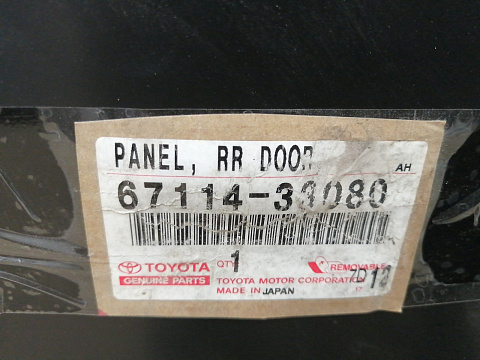 PANEL, RR DOOR
AH
67114-33080
TOYOTA
GENUINE PARTS
QTY
1
REMOVABLE
TOYOTA MOTOR CORPORATION
MADE IN JAPAN